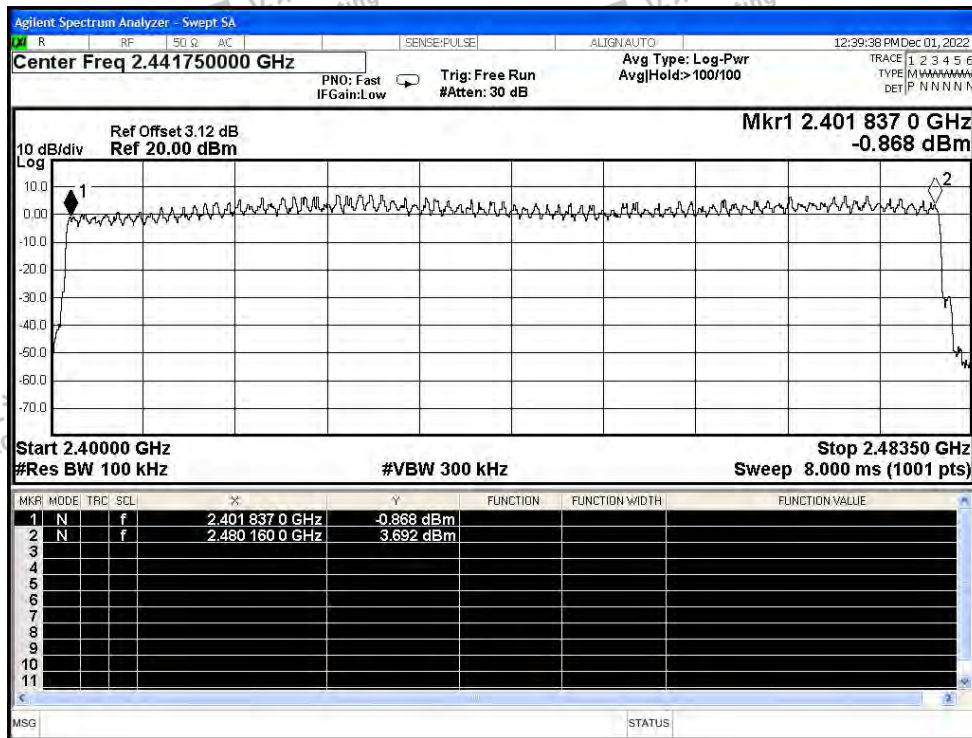 Agilent Spectrum Analyzer - Swept SA
LXI R RF 50 Ω AC SENSE:PULSE ALIGNAUTO 12:39:38 PM Dec 01, 2022
Center Freq 2.441750000 GHz
PNO: Fast
IFGain:Low
Trig: Free Run
#Atten: 30 dB
Avg Type: Log-Pwr
Avg|Hold:>100/100
TRACE 1 2 3 4 5 6
TYPE M
DET P N N N N N
Ref Offset 3.12 dB
10 dB/div Ref 20.00 dBm
Log
Mkr1 2.401 837 0 GHz
-0.868 dBm
10.0
0.00
-10.0
-20.0
-30.0
-40.0
-50.0
-60.0
-70.0
1
2
Start 2.40000 GHz Stop 2.48350 GHz
#Res BW 100 kHz #VBW 300 kHz Sweep 8.000 ms (1001 pts)
MKR MODE TRC SCL X Y FUNCTION FUNCTION WIDTH FUNCTION VALUE
1 N f 2.401 837 0 GHz -0.868 dBm
2 N f 2.480 160 0 GHz 3.692 dBm
3
4
5
6
7
8
9
10
11
MSG STATUS